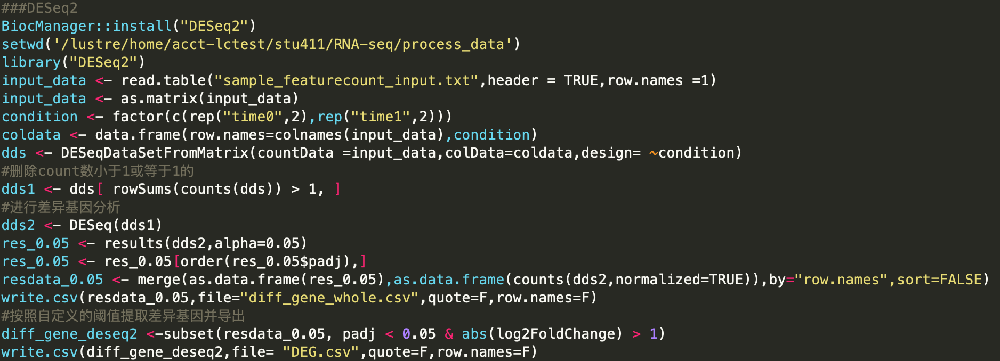 ###DESeq2
BiocManager::install("DESeq2")
setwd('/lustre/home/acct-lctest/stu411/RNA-seq/process_data')
library("DESeq2")
input_data <- read.table("sample_featurecount_input.txt",header = TRUE,row.names =1)
input_data <- as.matrix(input_data)
condition <- factor(c(rep("time0",2),rep("time1",2)))
coldata <- data.frame(row.names=colnames(input_data),condition)
dds <- DESeqDataSetFromMatrix(countData =input_data,colData=coldata,design= ~condition)
#删除count数小于1或等于1的
dds1 <- dds[ rowSums(counts(dds)) > 1, ]
#进行差异基因分析
dds2 <- DESeq(dds1)
res_0.05 <- results(dds2,alpha=0.05)
res_0.05 <- res_0.05[order(res_0.05$padj),]
resdata_0.05 <- merge(as.data.frame(res_0.05),as.data.frame(counts(dds2,normalized=TRUE)),by="row.names",sort=FALSE)
write.csv(resdata_0.05,file="diff_gene_whole.csv",quote=F,row.names=F)
#按照自定义的阈值提取差异基因并导出
diff_gene_deseq2 <-subset(resdata_0.05, padj < 0.05 & abs(log2FoldChange) > 1)
write.csv(diff_gene_deseq2,file= "DEG.csv",quote=F,row.names=F)